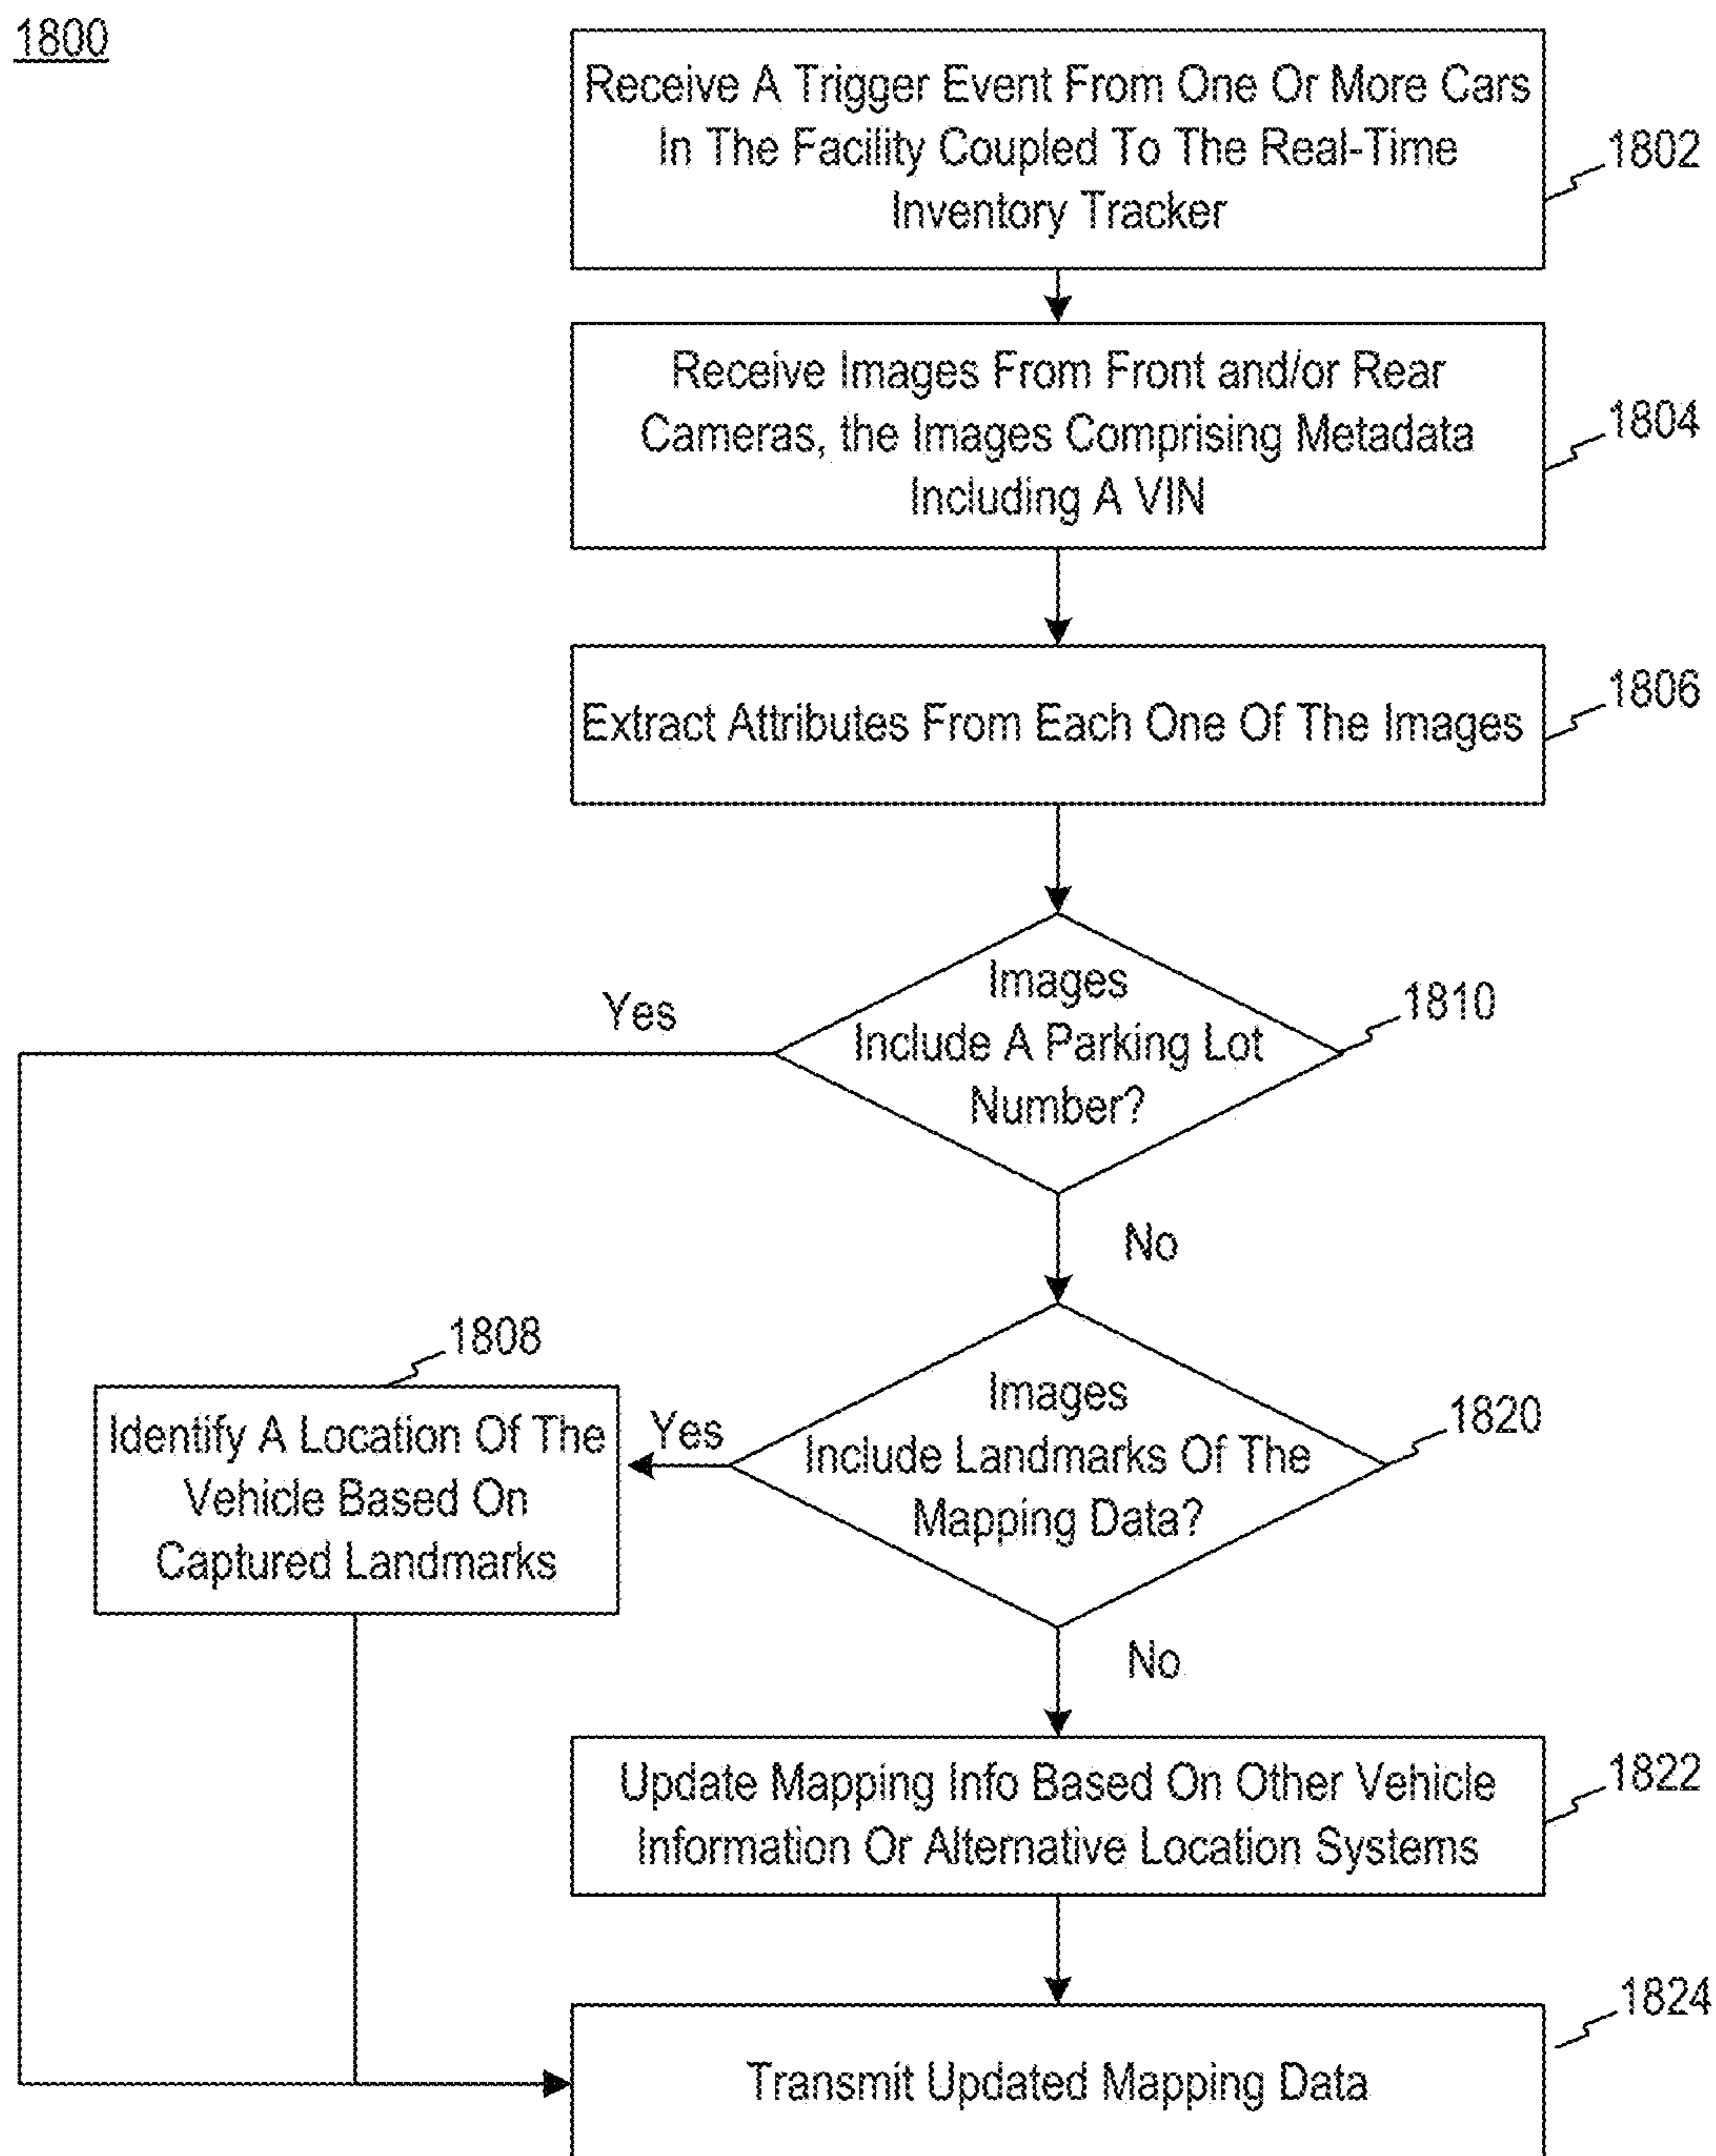 1800
Receive A Trigger Event From One Or More Cars
In The Facility Coupled To The Real-Time
Inventory Tracker
1802
Receive Images From Front and/or Rear
Cameras, the Images Comprising Metadata
Including A VIN
1804
Extract Attributes From Each One Of The Images
1806
Images
Include A Parking Lot
Number?
1810
Yes
No
1808
Identify A Location Of The
Vehicle Based On
Captured Landmarks
Yes
Images
Include Landmarks Of The
Mapping Data?
1820
No
Update Mapping Info Based On Other Vehicle
Information Or Alternative Location Systems
1822
Transmit Updated Mapping Data
1824